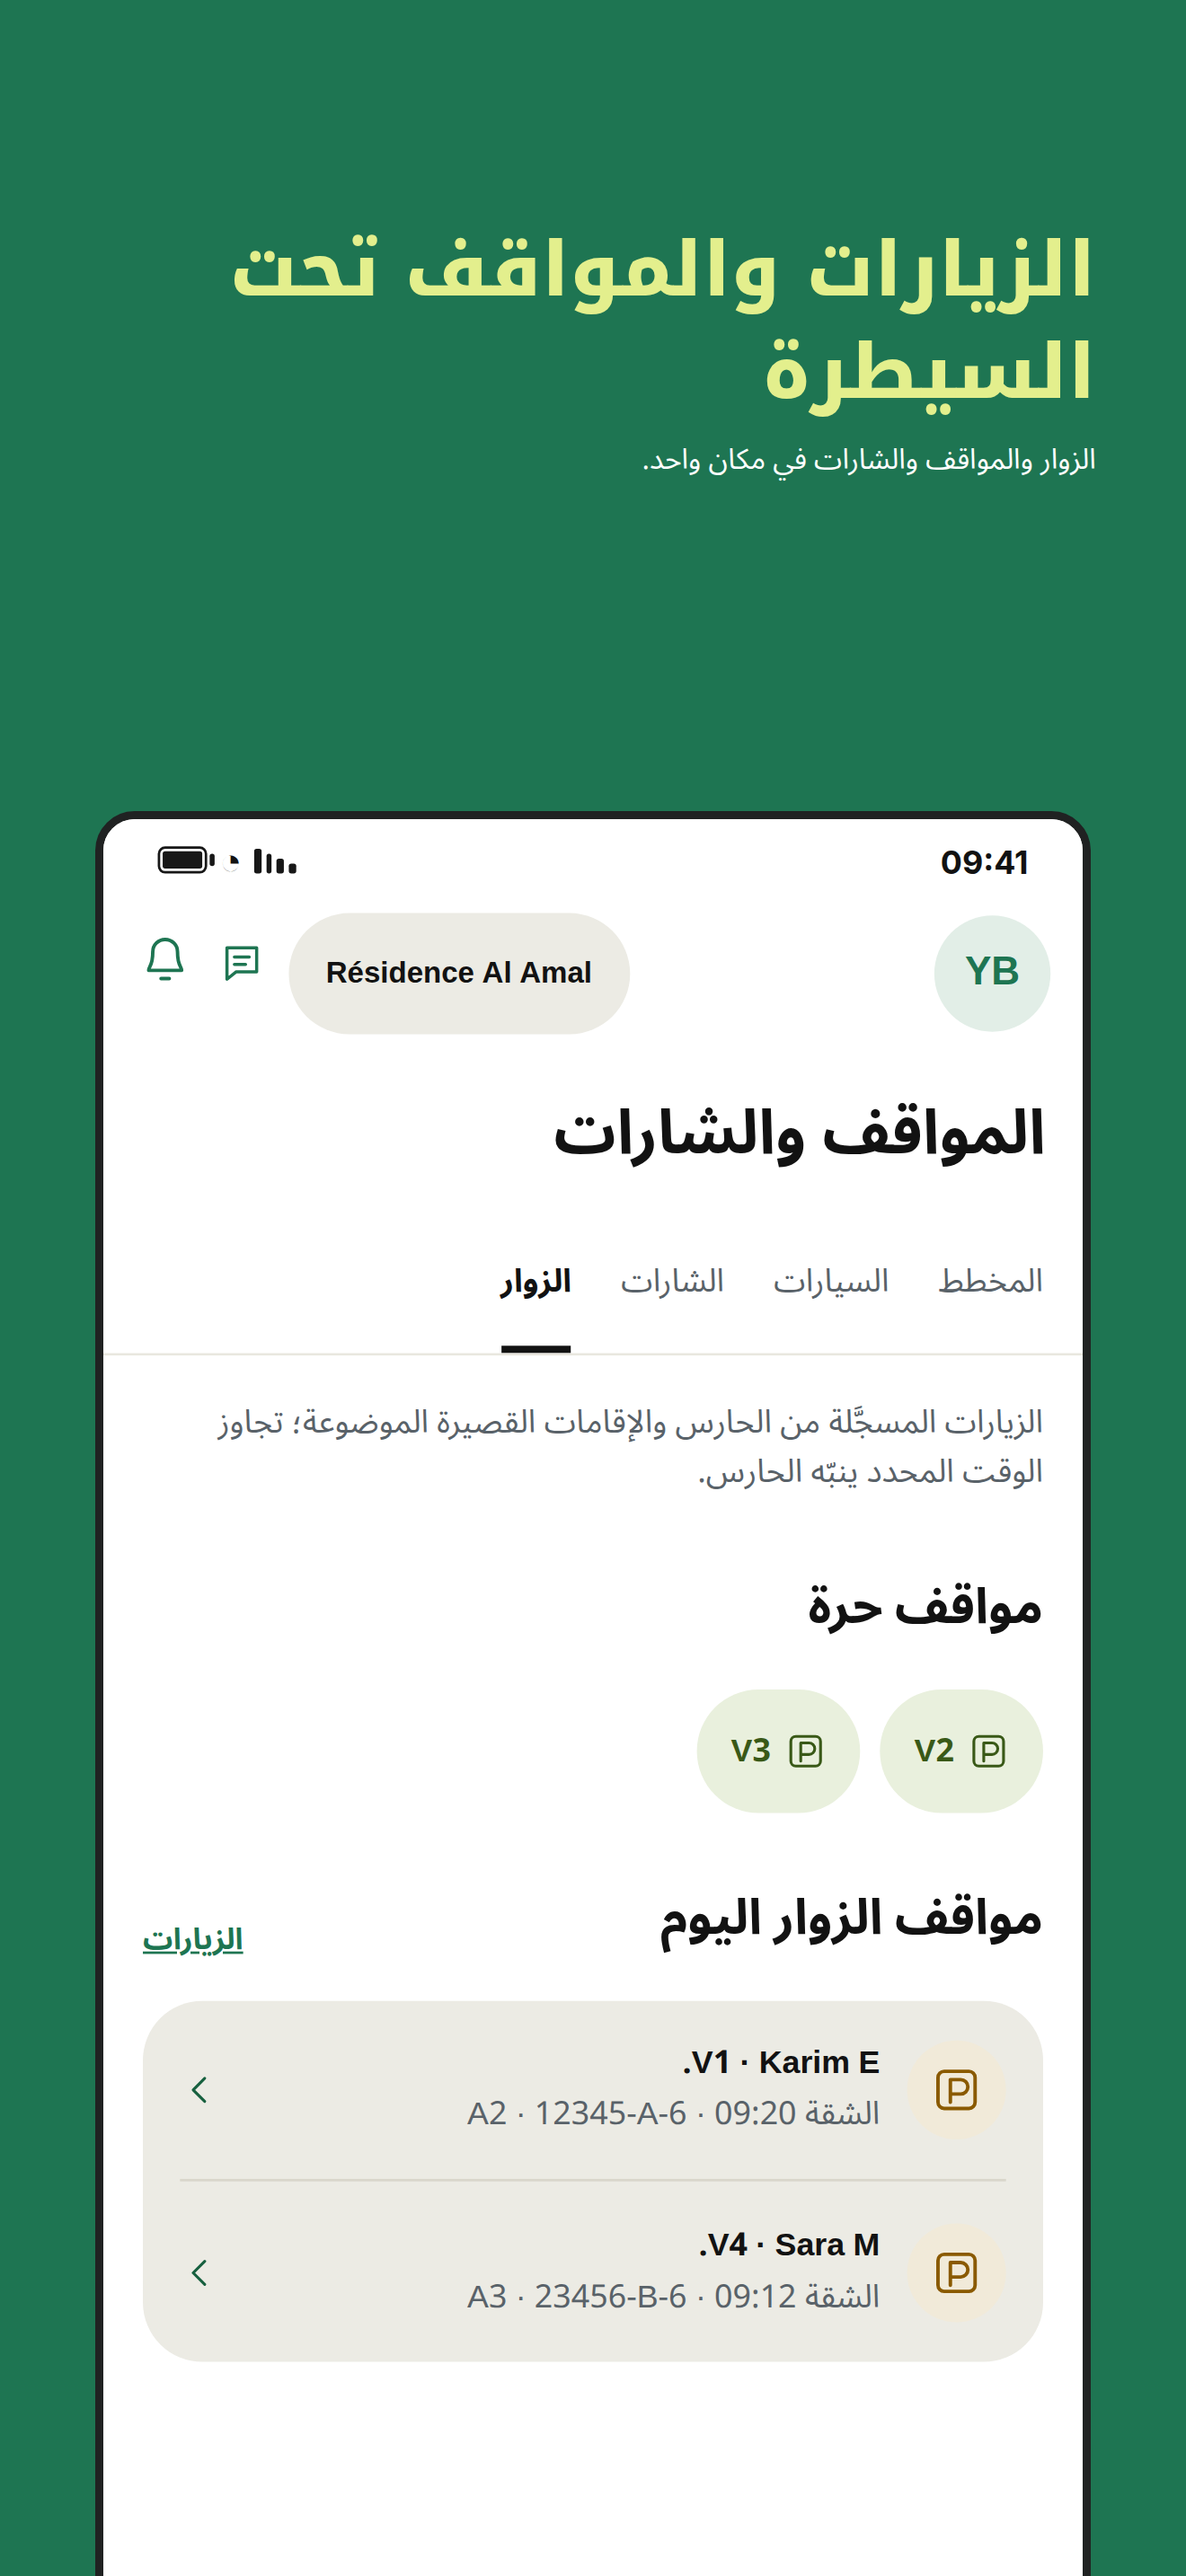 الزيارات والمواقف تحت
السيطرة
الزوار والمواقف والشارات في مكان واحد.
09:41
YB
Résidence Al Amal
المواقف والشارات
المخطط السيارات الشارات الزوار
الزيارات المسجَّلة من الحارس والإقامات القصيرة الموضوعة؛ تجاوز
الوقت المحدد ينبّه الحارس.
مواقف حرة
V2 V3
مواقف الزوار اليوم
الزيارات
V1 · Karim E.
الشقة A2 · 12345-A-6 · 09:20
V4 · Sara M.
الشقة A3 · 23456-B-6 · 09:12